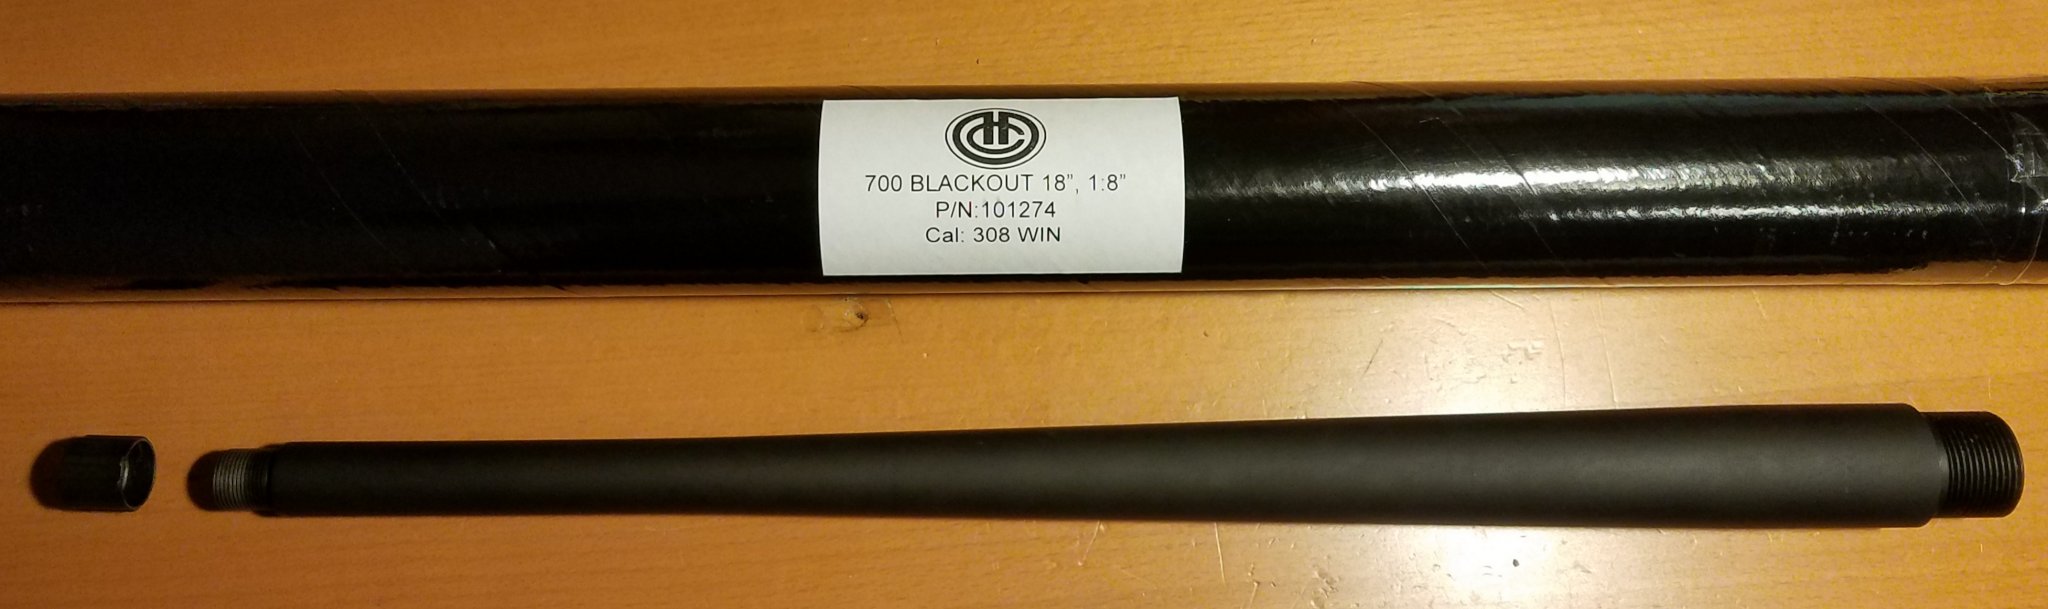 700 BLACKOUT 18”, 1:8”
P/N:101274
Cal: 308 WIN